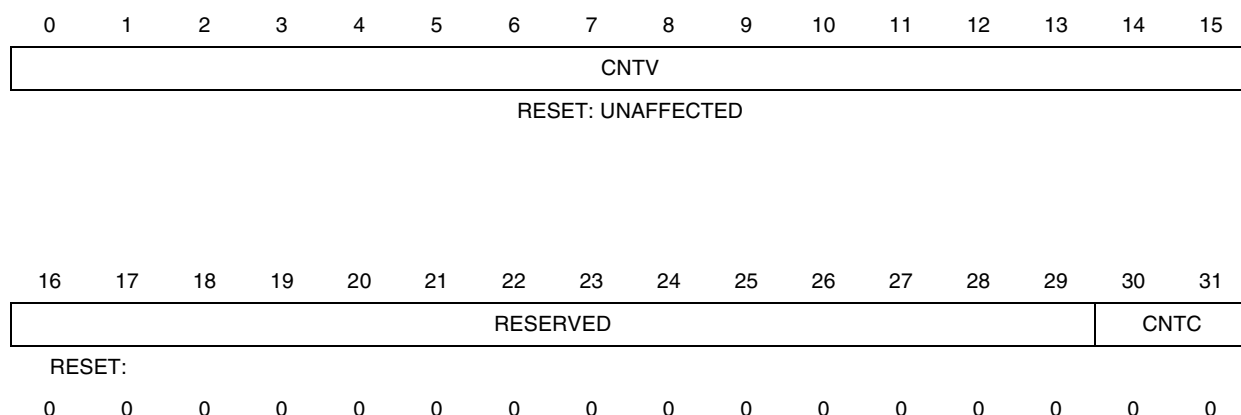 0 1 2 3 4 5 6 7 8 9 10 11 12 13 14 15
CNTV
RESET: UNAFFECTED
16 17 18 19 20 21 22 23 24 25 26 27 28 29 30 31
RESERVED CNTC
RESET:
0 0 0 0 0 0 0 0 0 0 0 0 0 0 0 0